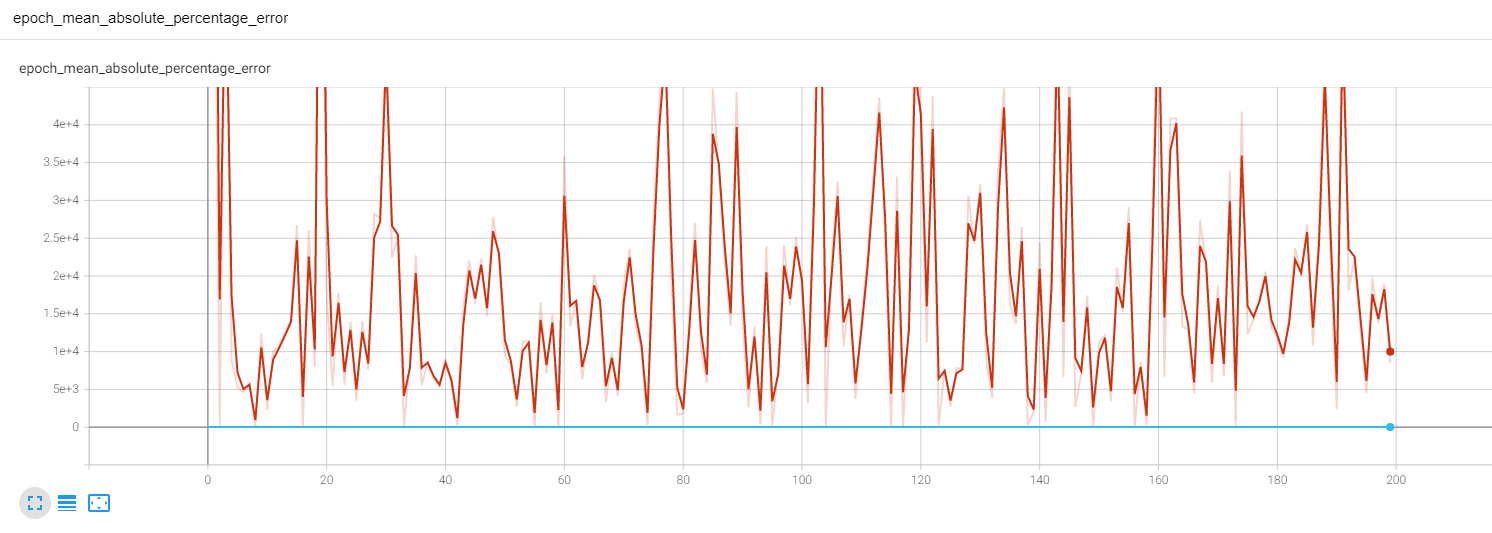 epoch_mean_absolute_percentage_error
epoch_mean_absolute_percentage_error
4e+4
3.5e+4
3e+4
2.5e+4
2e+4
1.5e+4
1e+4
5e+3
0
0 20 40 60 80 100 120 140 160 180 200